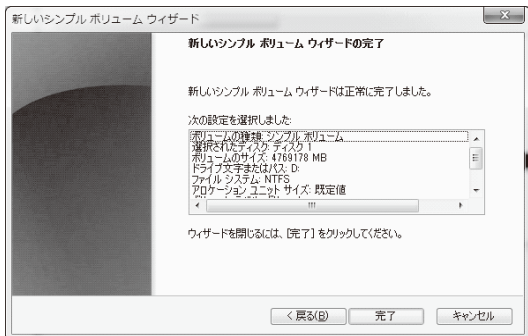 新しいシンプル ボリューム ウィザード
新しいシンプル ボリューム ウィザードの完了
新しいシンプル ボリューム ウィザードは正常に完了しました。
次の設定を選択しました:
ボリュームの種類: シンプル ボリューム
選択されたディスク: ディスク 1
ボリュームのサイズ: 4769178 MB
ドライブ文字またはパス: D:
ファイル システム: NTFS
アロケーション ユニット サイズ: 既定値
ウィザードを閉じるには、[完了] をクリックしてください。
< 戻る(B)
完了
キャンセル